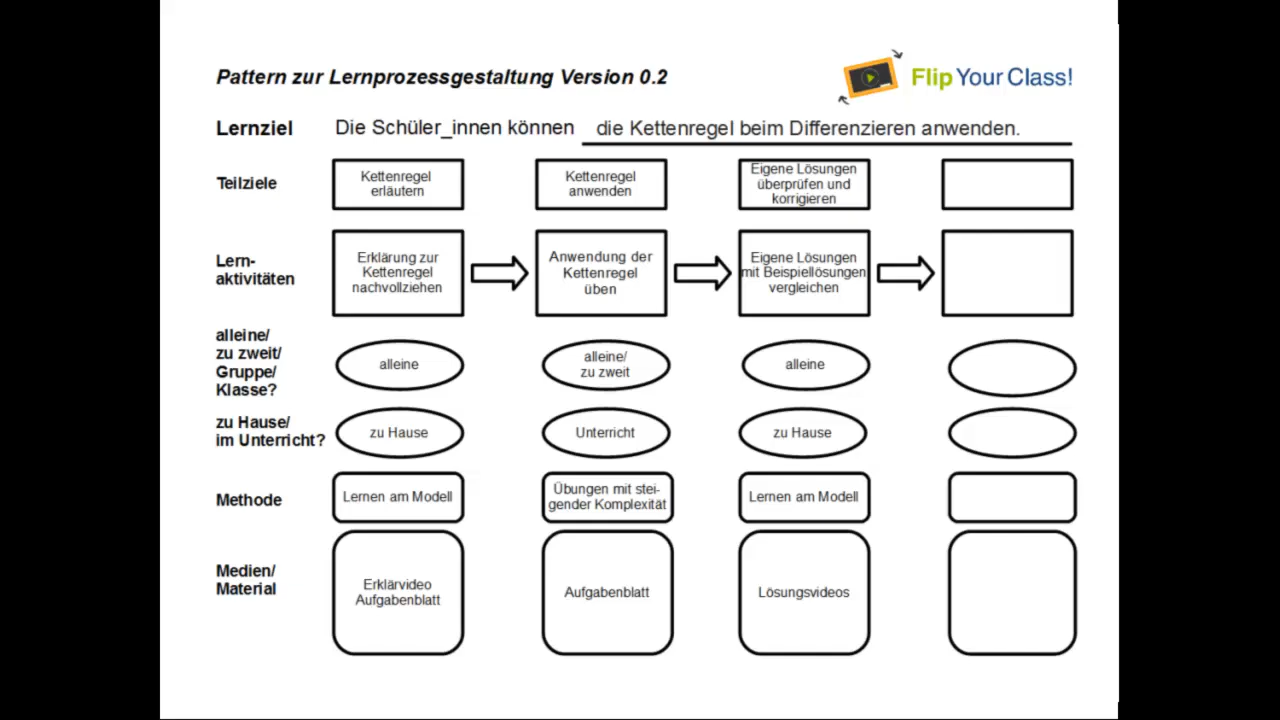 Pattern zur Lernprozessgestaltung Version 0.2
Flip Your Class!
Lernziel
Die Schüler_innen können die Kettenregel beim Differenzieren anwenden.
Teilziele
Kettenregel
erläutern
Kettenregel
anwenden
Eigene Lösungen
überprüfen und
korrigieren
Lern-
aktivitäten
Erklärung zur
Kettenregel
nachvollziehen
Anwendung der
Kettenregel
üben
Eigene Lösungen
mit Beispiellösungen
vergleichen
alleine/
zu zweit/
Gruppe/
Klasse?
alleine
alleine/
zu zweit
alleine
zu Hause/
im Unterricht?
zu Hause
Unterricht
zu Hause
Methode
Lernen am Modell
Übungen mit stei-
gender Komplexität
Lernen am Modell
Medien/
Material
Erklärvideo
Aufgabenblatt
Aufgabenblatt
Lösungsvideos